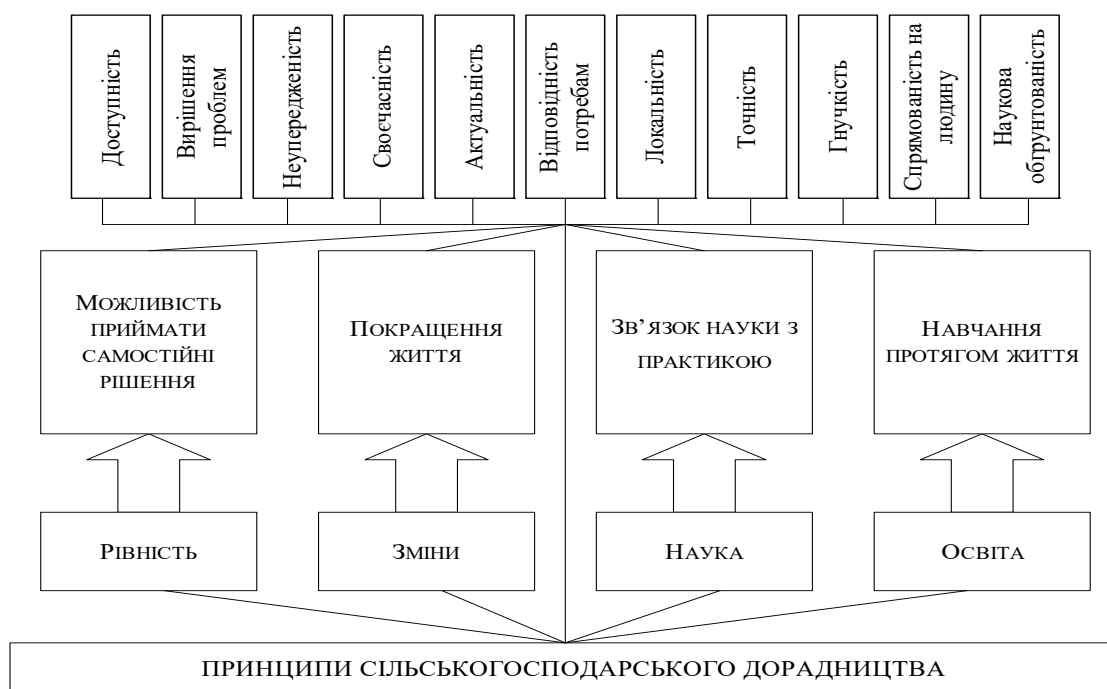 Доступність
Вирішення
проблем
Неупередженість
Своєчасність
Актуальність
Відповідність
потребам
Локальність
Точність
Гнучкість
Спрямованість на
людину
Наукова
обгрунтованість
МОЖЛИВІСТЬ
ПРИЙМАТИ
САМОСТІЙНІ
РІШЕННЯ
ПОКРАЩЕННЯ
ЖИТТЯ
ЗВ’ЯЗОК НАУКИ З
ПРАКТИКОЮ
НАВЧАННЯ
ПРОТЯГОМ ЖИТТЯ
РІВНІСТЬ
ЗМІНИ
НАУКА
ОСВІТА
ПРИНЦИПИ СІЛЬСЬКОГОСПОДАРСЬКОГО ДОРАДНИЦТВА